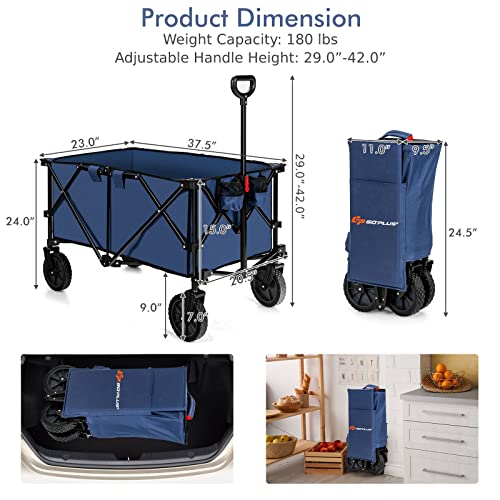 Product Dimension
Weight Capacity: 180 lbs
Adjustable Handle Height: 29.0”-42.0”
23.0”
37.5”
11.0”
9.5”
29.0”
-42.0”
24.0”
15.0”
GOPLUS
24.5”
20.5”
9.0”
7.0”
GOPLUS